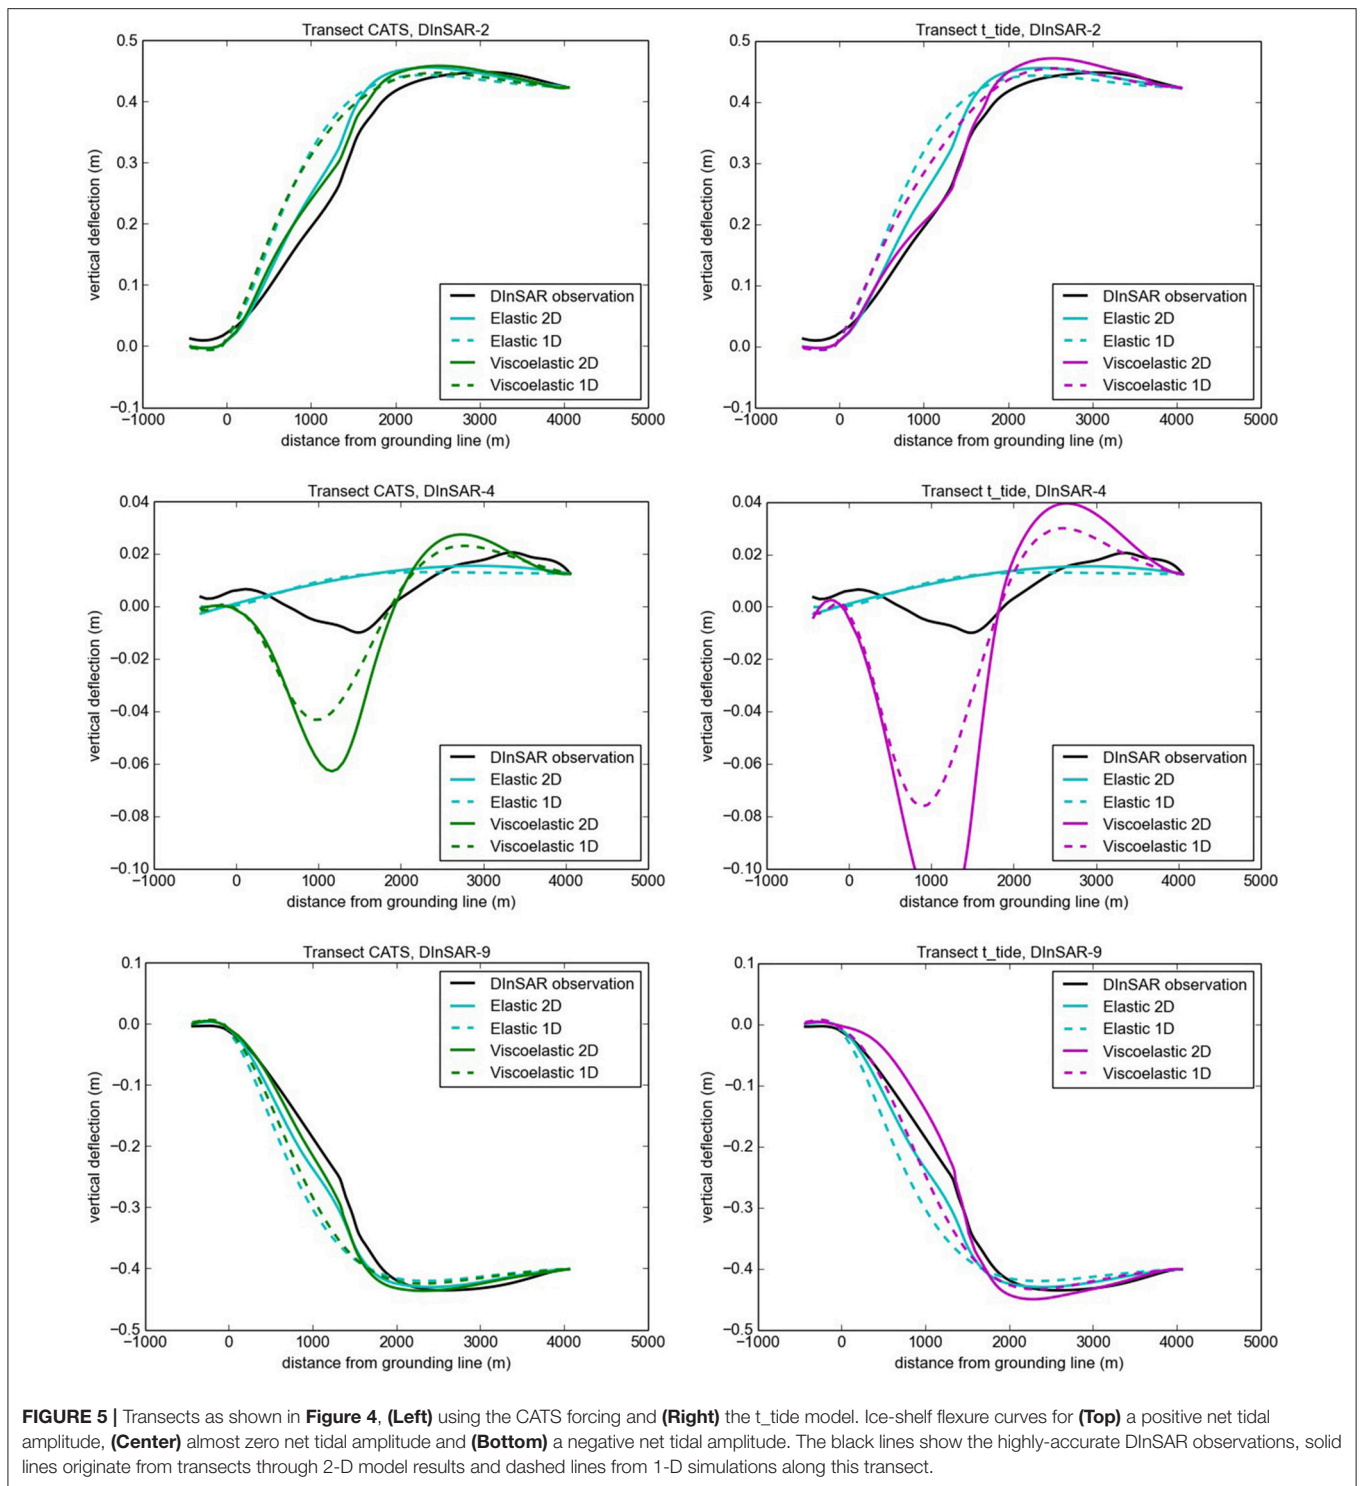 Transect CATS, DInSAR-2
0.5
0.4
0.3
0.2
0.1
0.0
−0.1
vertical deflection (m)
DInSAR observation
Elastic 2D
Elastic 1D
Viscoelastic 2D
Viscoelastic 1D
−1000 0 1000 2000 3000 4000 5000
distance from grounding line (m)
Transect t_tide, DInSAR-2
0.5
0.4
0.3
0.2
0.1
0.0
−0.1
vertical deflection (m)
DInSAR observation
Elastic 2D
Elastic 1D
Viscoelastic 2D
Viscoelastic 1D
−1000 0 1000 2000 3000 4000 5000
distance from grounding line (m)
Transect CATS, DInSAR-4
0.04
0.02
0.00
−0.02
−0.04
−0.06
−0.08
−0.10
vertical deflection (m)
DInSAR observation
Elastic 2D
Elastic 1D
Viscoelastic 2D
Viscoelastic 1D
−1000 0 1000 2000 3000 4000 5000
distance from grounding line (m)
Transect t_tide, DInSAR-4
0.04
0.02
0.00
−0.02
−0.04
−0.06
−0.08
−0.10
vertical deflection (m)
DInSAR observation
Elastic 2D
Elastic 1D
Viscoelastic 2D
Viscoelastic 1D
−1000 0 1000 2000 3000 4000 5000
distance from grounding line (m)
Transect CATS, DInSAR-9
0.1
0.0
−0.1
−0.2
−0.3
−0.4
−0.5
vertical deflection (m)
DInSAR observation
Elastic 2D
Elastic 1D
Viscoelastic 2D
Viscoelastic 1D
−1000 0 1000 2000 3000 4000 5000
distance from grounding line (m)
Transect t_tide, DInSAR-9
0.1
0.0
−0.1
−0.2
−0.3
−0.4
−0.5
vertical deflection (m)
DInSAR observation
Elastic 2D
Elastic 1D
Viscoelastic 2D
Viscoelastic 1D
−1000 0 1000 2000 3000 4000 5000
distance from grounding line (m)
FIGURE 5 | Transects as shown in Figure 4, (Left) using the CATS forcing and (Right) the t_tide model. Ice-shelf flexure curves for (Top) a positive net tidal
amplitude, (Center) almost zero net tidal amplitude and (Bottom) a negative net tidal amplitude. The black lines show the highly-accurate DInSAR observations, solid
lines originate from transects through 2-D model results and dashed lines from 1-D simulations along this transect.